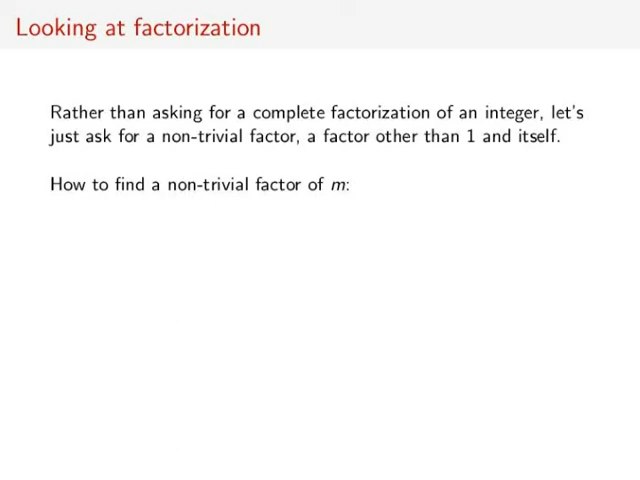 Looking at factorization
Rather than asking for a complete factorization of an integer, let's
just ask for a non-trivial factor, a factor other than 1 and itself.
How to find a non-trivial factor of m: